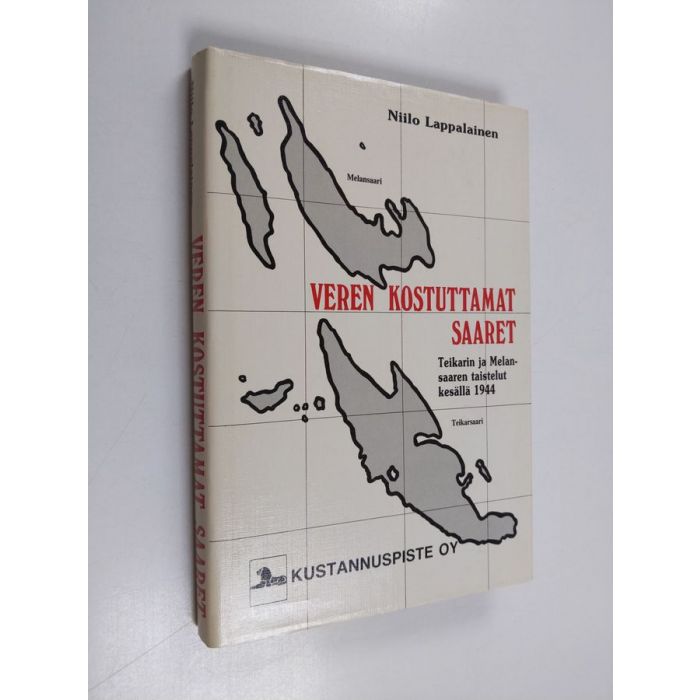 Niilo Lappalainen
Melansaari
VEREN KOSTUTTAMAT
SAARET
Teikarin ja Melan-
saaren taistelut
kesällä 1944
Teikarsaari
KUSTANNUSPISTE OY
VEREN KOSTUTTAMAT SAARET